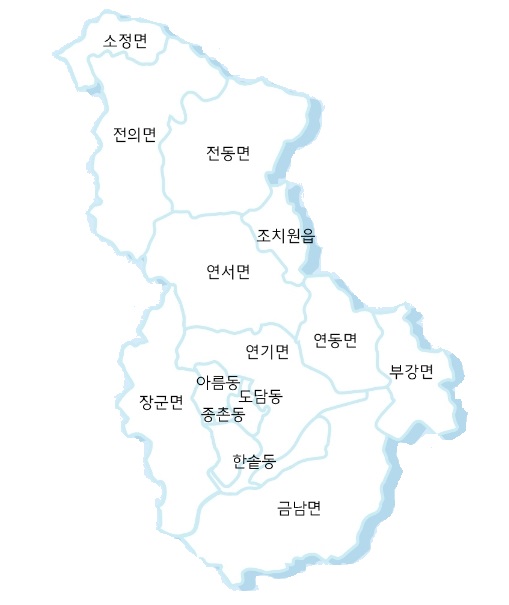 소정면
전의면
전동면
조치원읍
연서면
연동면
연기면
부강면
아름동
도담동
장군면
종촌동
한솔동
금남면